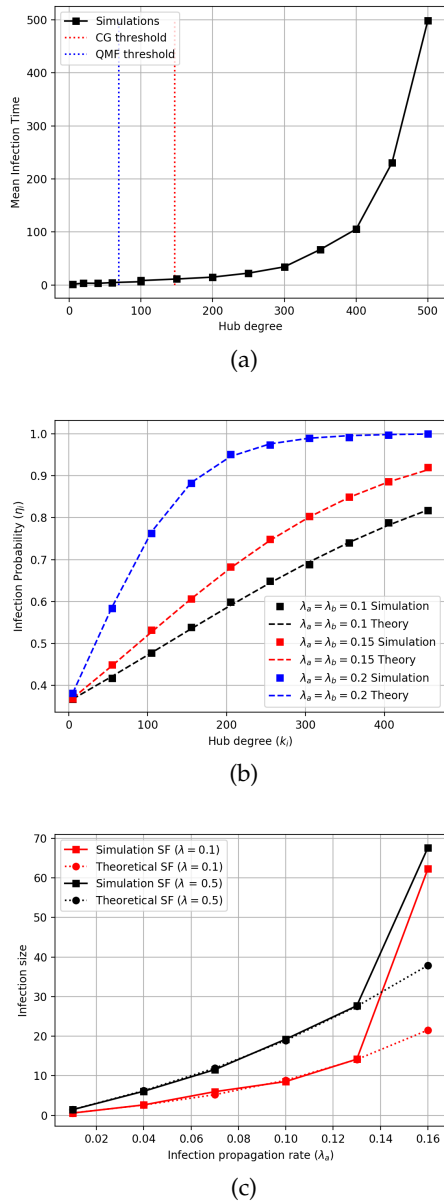 500
400
300
200
100
0
Mean Infection Time
Simulations
CG threshold
QMF threshold
0 100 200 300 400 500
Hub degree
(a)
1.0
0.9
0.8
0.7
0.6
0.5
0.4
Infection Probability (ηi)
λa = λb = 0.1 Simulation
λa = λb = 0.1 Theory
λa = λb = 0.15 Simulation
λa = λb = 0.15 Theory
λa = λb = 0.2 Simulation
λa = λb = 0.2 Theory
0 100 200 300 400
Hub degree (ki)
(b)
70
60
50
40
30
20
10
0
Infection size
Simulation SF (λ = 0.1)
Theoretical SF (λ = 0.1)
Simulation SF (λ = 0.5)
Theoretical SF (λ = 0.5)
0.02 0.04 0.06 0.08 0.10 0.12 0.14 0.16
Infection propagation rate (λa)
(c)